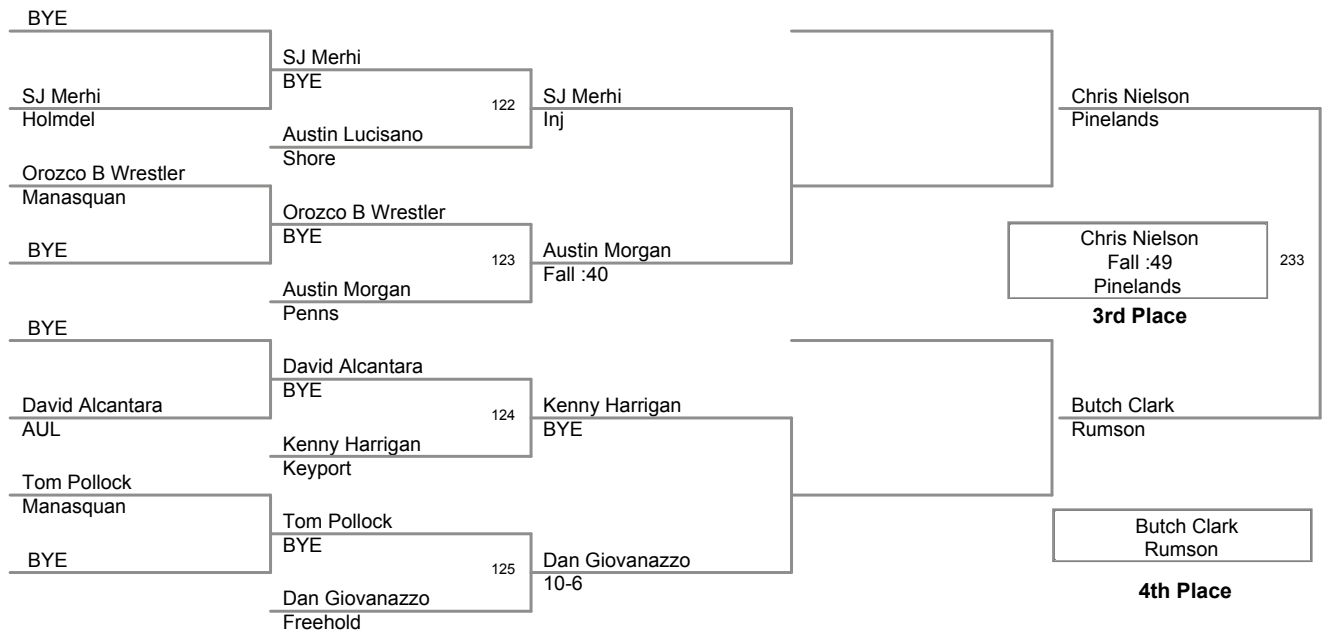 BYE
SJ Merhi
BYE
SJ Merhi
Holmdel
122
SJ Merhi
Inj
Chris Nielson
Pinelands
Austin Lucisano
Shore
Orozco B Wrestler
Manasquan
Orozco B Wrestler
BYE
BYE
123
Austin Morgan
Fall :40
Chris Nielson
Fall :49
Pinelands
233
Austin Morgan
Penns
3rd Place
BYE
David Alcantara
BYE
David Alcantara
AUL
124
Kenny Harrigan
BYE
Butch Clark
Rumson
Kenny Harrigan
Keyport
Tom Pollock
Manasquan
Tom Pollock
BYE
Butch Clark
Rumson
BYE
125
Dan Giovanazzo
10-6
4th Place
Dan Giovanazzo
Freehold